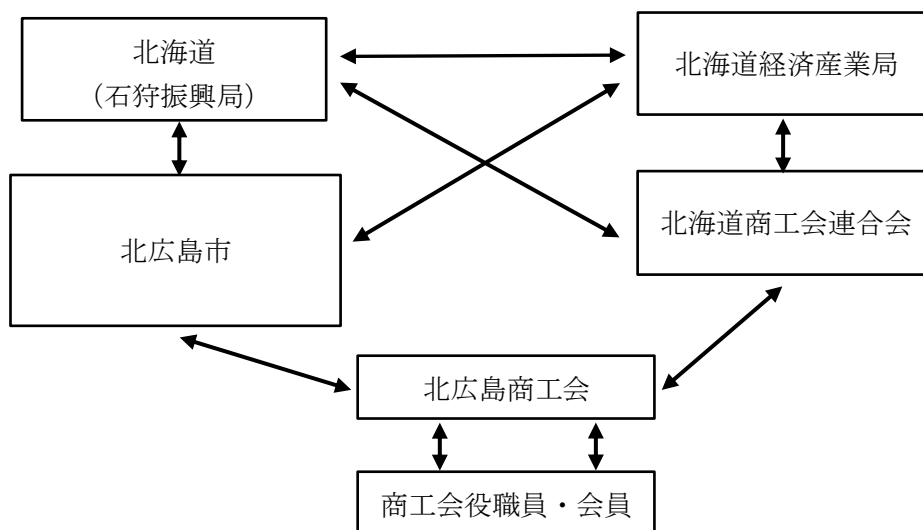 北海道
（石狩振興局）
北海道経済産業局
北広島市
北海道商工会連合会
北広島商工会
商工会役職員・会員